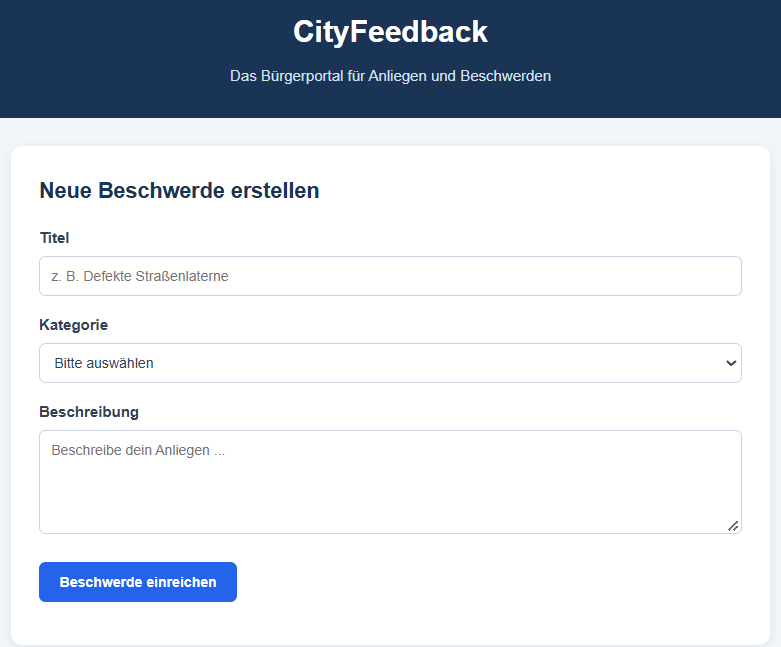 CityFeedback
Das Bürgerportal für Anliegen und Beschwerden
Neue Beschwerde erstellen
Titel
z. B. Defekte Straßenlaterne
Kategorie
Bitte auswählen
Beschreibung
Beschreibe dein Anliegen ...
Beschwerde einreichen